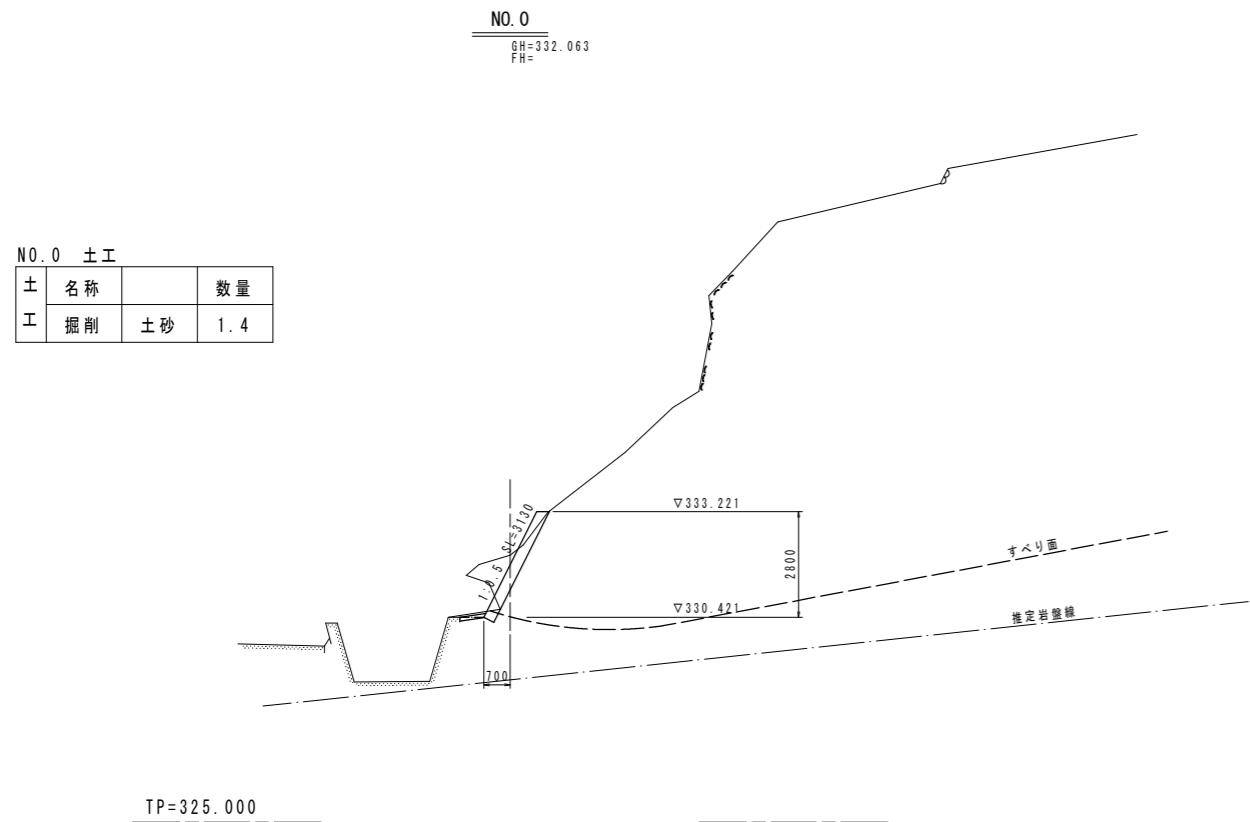 NO.0
GH=332.063
FH=
NO.0 土工
土工 名称 数量
掘削 土砂 1.4
1:0.5 SL=3130
▽333.221
2800
▽330.421
700
すべり面
推定岩盤線
TP=325.000